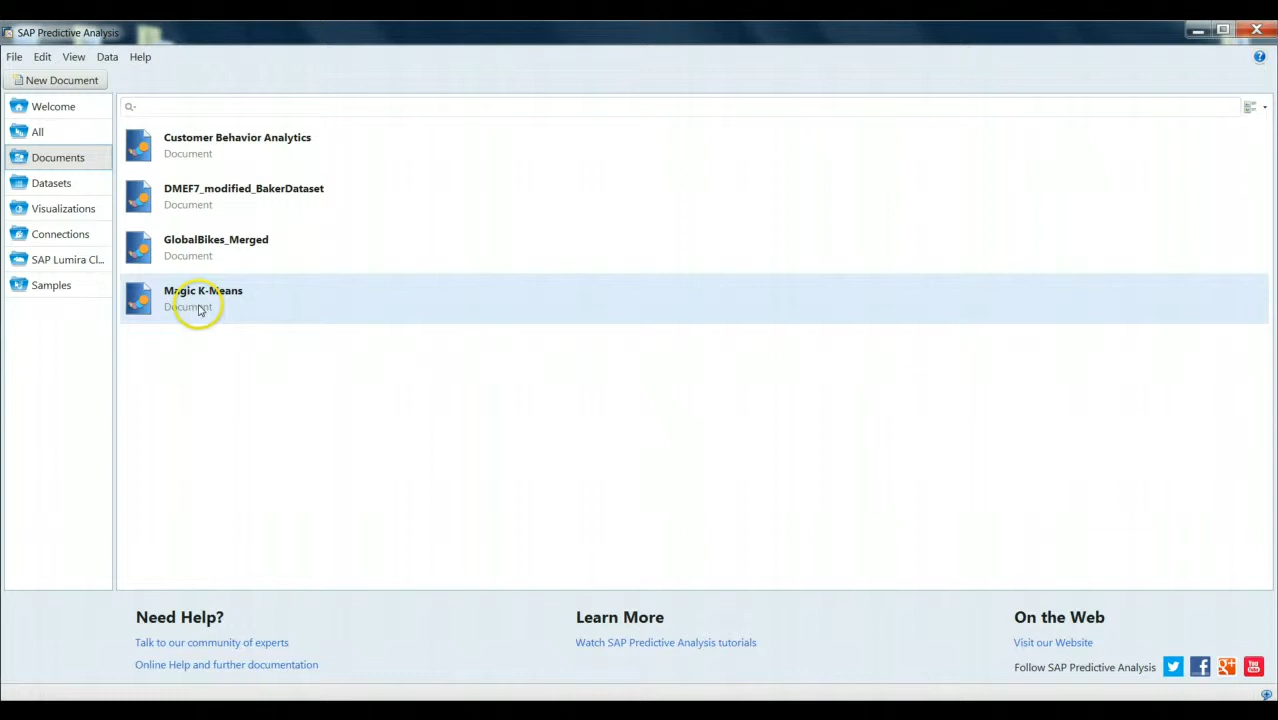 SAP Predictive Analysis
File Edit View Data Help
New Document
Welcome
All
Documents
Datasets
Visualizations
Connections
SAP Lumira Cl...
Samples
Customer Behavior Analytics
Document
DMEF7_modified_BakerDataset
Document
GlobalBikes_Merged
Document
Magic K-Means
Document
Need Help?
Talk to our community of experts
Online Help and further documentation
Learn More
Watch SAP Predictive Analysis tutorials
On the Web
Visit our Website
Follow SAP Predictive Analysis